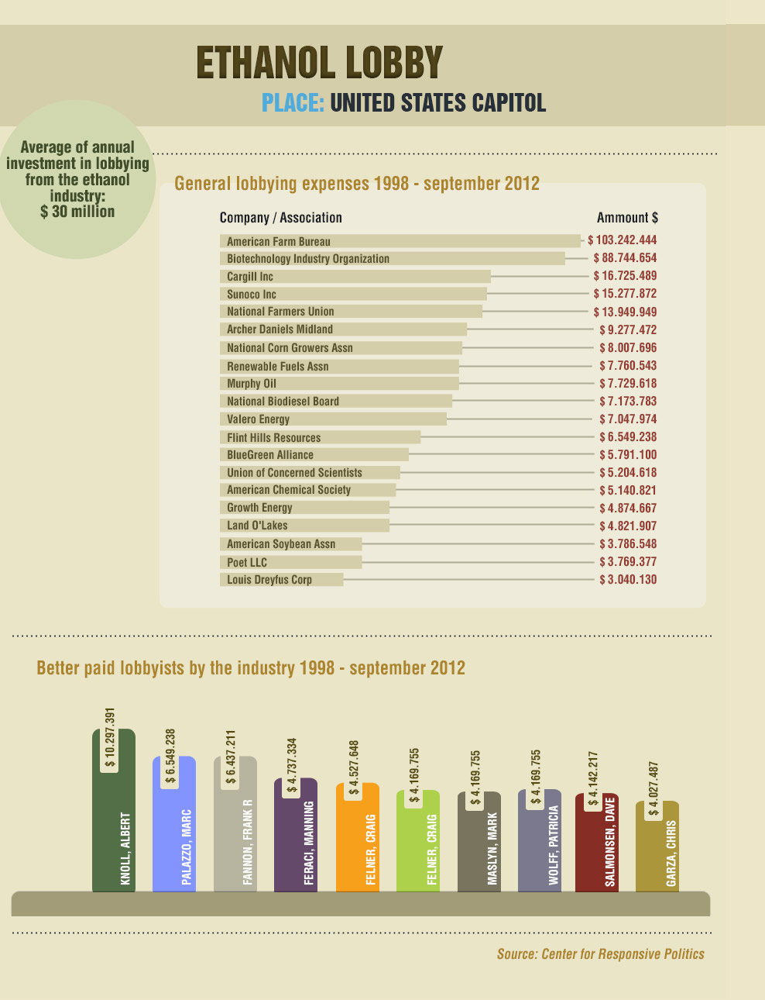 ETHANOL LOBBY
PLACE: UNITED STATES CAPITOL
Average of annual
investment in lobbying
from the ethanol
industry:
$ 30 million
General lobbying expenses 1998 - september 2012
Company / Association Ammount $
American Farm Bureau $ 103.242.444
Biotechnology Industry Organization $ 88.744.654
Cargill Inc $ 16.725.489
Sunoco Inc $ 15.277.872
National Farmers Union $ 13.949.949
Archer Daniels Midland $ 9.277.472
National Corn Growers Assn $ 8.007.696
Renewable Fuels Assn $ 7.760.543
Murphy Oil $ 7.729.618
National Biodiesel Board $ 7.173.783
Valero Energy $ 7.047.974
Flint Hills Resources $ 6.549.238
BlueGreen Alliance $ 5.791.100
Union of Concerned Scientists $ 5.204.618
American Chemical Society $ 5.140.821
Growth Energy $ 4.874.667
Land O'Lakes $ 4.821.907
American Soybean Assn $ 3.786.548
Poet LLC $ 3.769.377
Louis Dreyfus Corp $ 3.040.130
Better paid lobbyists by the industry 1998 - september 2012
$ 10.297.391
KNOLL, ALBERT
$ 6.549.238
PALAZZO, MARC
$ 6.437.211
FANNON, FRANK R
$ 4.737.334
FERACI, MANNING
$ 4.527.648
FELNER, CRAIG
$ 4.169.755
FELNER, CRAIG
$ 4.169.755
MASLYN, MARK
$ 4.169.755
WOLFF, PATRICIA
$ 4.142.217
SALMONSEN, DAVE
$ 4.027.487
GARZA, CHRIS
Source: Center for Responsive Politics